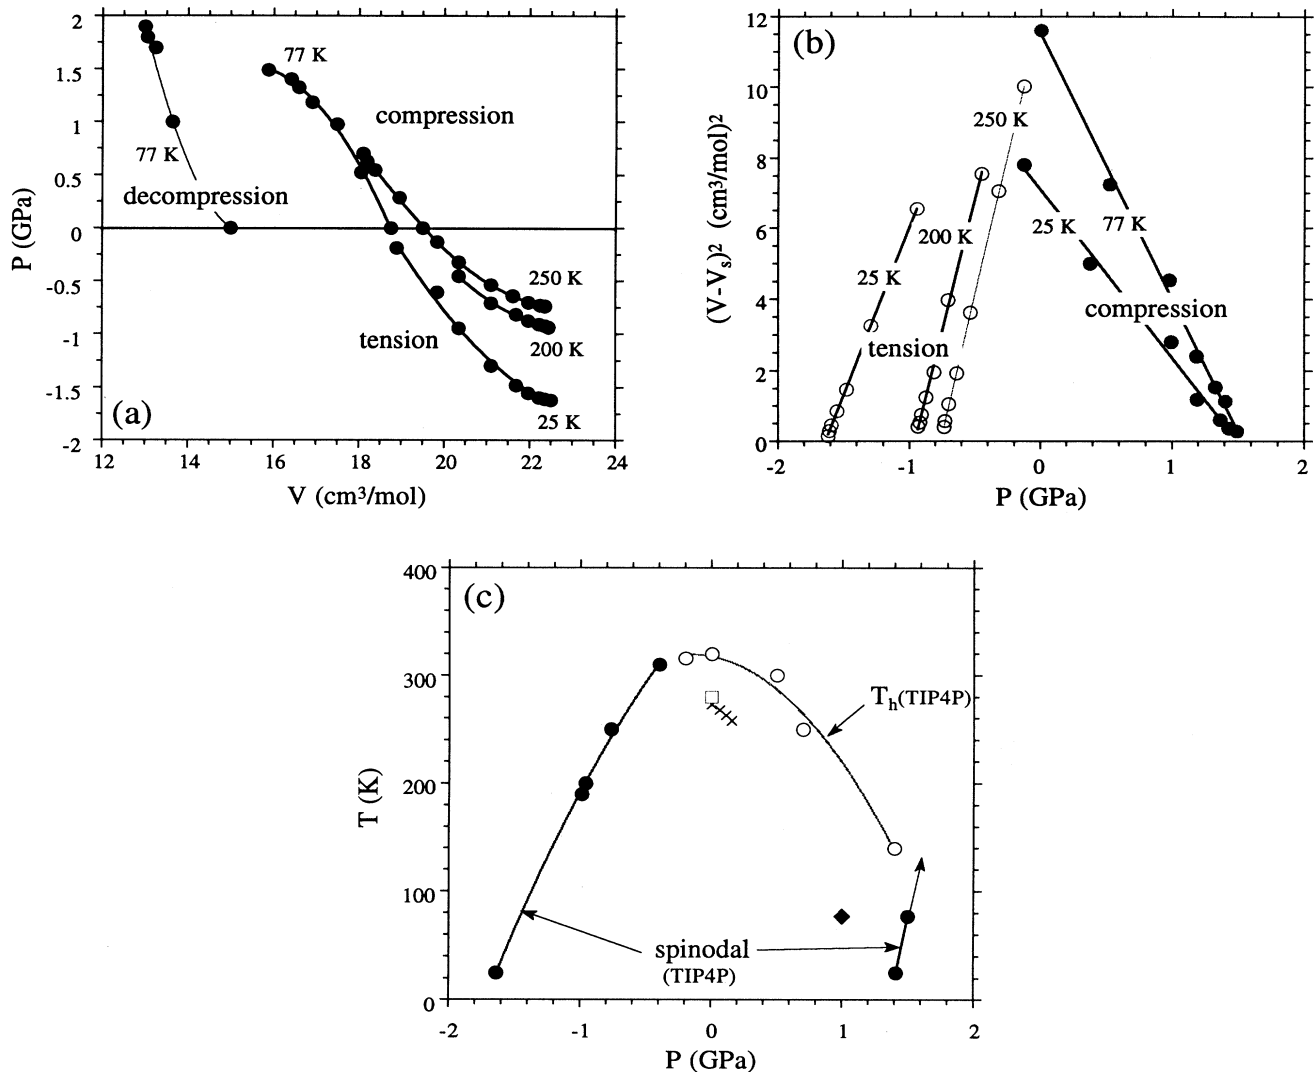 2
1.5
1
0.5
0
-0.5
-1
-1.5
-2
P (GPa)
77 K
compression
77 K
decompression
250 K
tension
200 K
25 K
(a)
12 14 16 18 20 22 24
V (cm3/mol)
12
10
8
6
4
2
0
(V-Vs)2 (cm3/mol)2
(b)
250 K
200 K
25 K
77 K
25 K
compression
tension
-2 -1 0 1 2
P (GPa)
400
300
200
100
0
T (K)
(c)
Th(TIP4P)
spinodal
(TIP4P)
-2 -1 0 1 2
P (GPa)